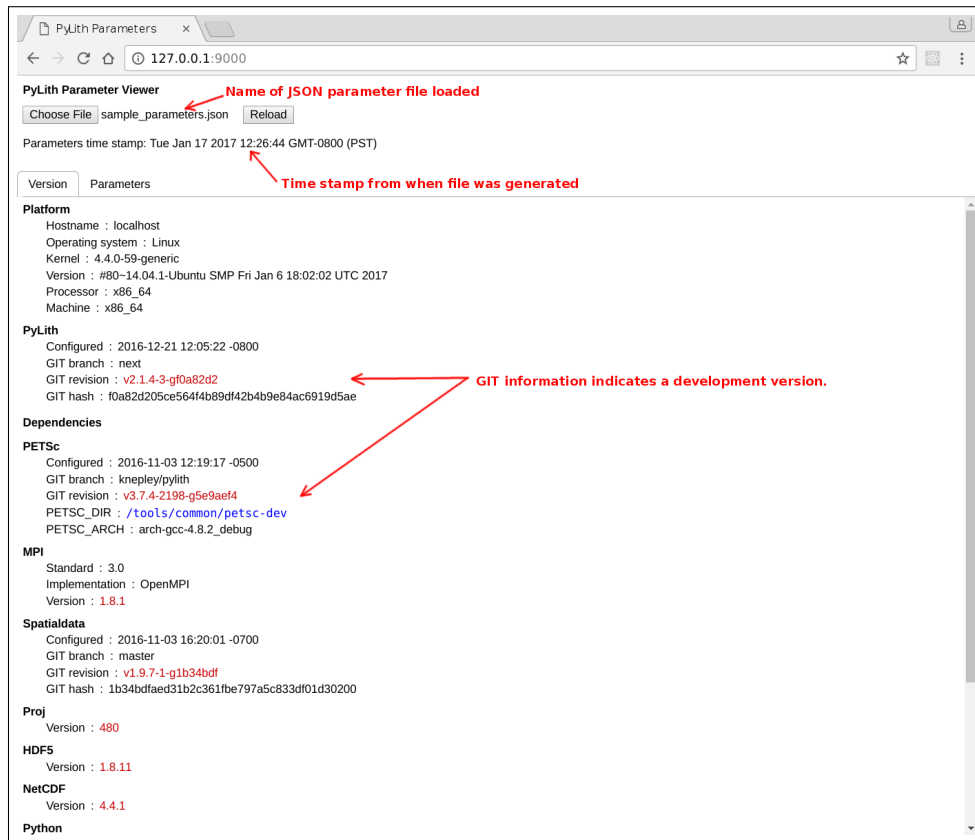 PyLith Parameters
127.0.0.1:9000
PyLith Parameter Viewer
Name of JSON parameter file loaded
Choose File sample_parameters.json Reload
Parameters time stamp: Tue Jan 17 2017 12:26:44 GMT-0800 (PST)
Time stamp from when file was generated
Version Parameters
Platform
Hostname : localhost
Operating system : Linux
Kernel : 4.4.0-59-generic
Version : #80~14.04.1-Ubuntu SMP Fri Jan 6 18:02:02 UTC 2017
Processor : x86_64
Machine : x86_64
PyLith
Configured : 2016-12-21 12:05:22 -0800
GIT branch : next
GIT revision : v2.1.4-3-gf0a82d2
GIT information indicates a development version.
GIT hash : f0a82d205ce564f4b89df42b4b9e84ac6919d5ae
Dependencies
PETSc
Configured : 2016-11-03 12:19:17 -0500
GIT branch : knepley/pylith
GIT revision : v3.7.4-2198-g5e9aef4
PETSC_DIR : /tools/common/petsc-dev
PETSC_ARCH : arch-gcc-4.8.2_debug
MPI
Standard : 3.0
Implementation : OpenMPI
Version : 1.8.1
Spatialdata
Configured : 2016-11-03 16:20:01 -0700
GIT branch : master
GIT revision : v1.9.7-1-g1b34bdf
GIT hash : 1b34bdfaed31b2c361fbe797a5c833df01d30200
Proj
Version : 480
HDF5
Version : 1.8.11
NetCDF
Version : 4.4.1
Python